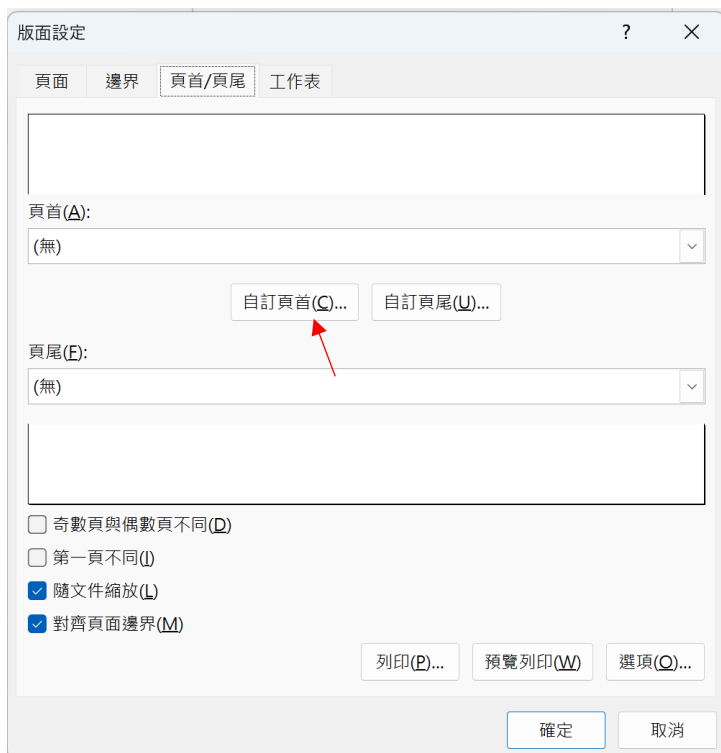 版面設定 ?
頁面 邊界 頁首/頁尾 工作表
頁首(A):
(無)
自訂頁首(C)... 自訂頁尾(U)...
頁尾(F):
(無)
奇數頁與偶數頁不同(D)
第一頁不同(I)
隨文件縮放(L)
對齊頁面邊界(M)
列印(P)... 預覽列印(W) 選項(O)...
確定 取消